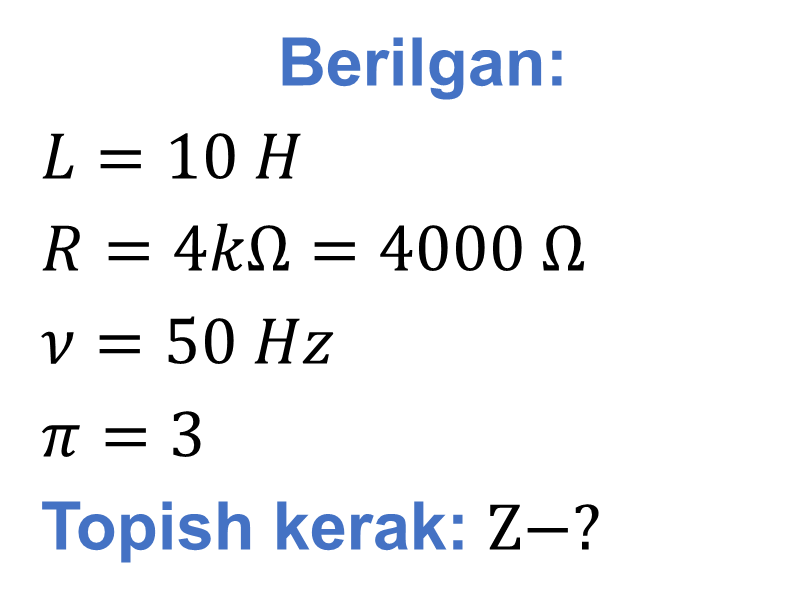 Berilgan:
L = 10 H
R = 4kΩ = 4000 Ω
ν = 50 Hz
π = 3
Topish kerak: Z−?